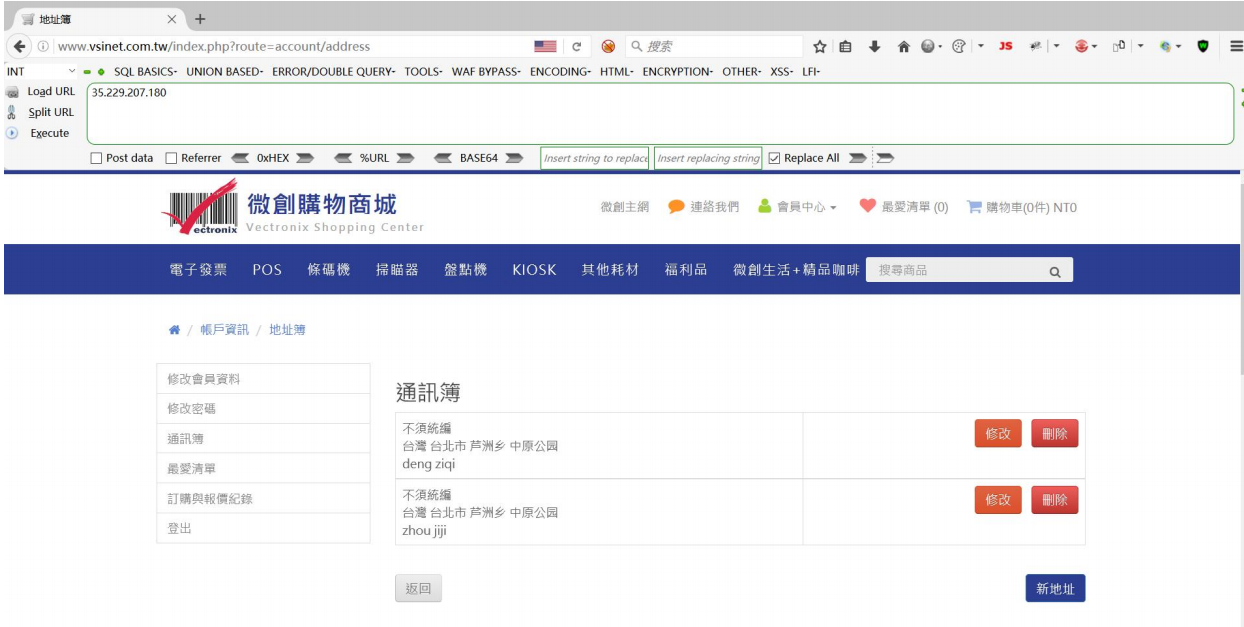 地址簿
www.vsinet.com.tw/index.php?route=account/address
搜索
JS
INT SQL BASICS- UNION BASED- ERROR/DOUBLE QUERY- TOOLS- WAF BYPASS- ENCODING- HTML- ENCRYPTION- OTHER- XSS- LFI-
Load URL 35.229.207.180
Split URL
Execute
Post data Referrer 0xHEX %URL BASE64 Insert string to replace Insert replacing string Replace All
微創購物商城
Vectronix Shopping Center
ectronix
微創主網 連絡我們 會員中心 最愛清單 (0) 購物車(0件) NT0
電子發票 POS 條碼機 掃瞄器 盤點機 KIOSK 其他耗材 福利品 微創生活+精品咖啡 搜尋商品
/ 帳戶資訊 / 地址簿
修改會員資料
修改密碼
通訊簿
最愛清單
訂購與報價紀錄
登出
通訊簿
不須統編
台灣 台北市 芦洲乡 中原公园
deng ziqi
修改 刪除
不須統編
台灣 台北市 芦洲乡 中原公园
zhou jiji
修改 刪除
返回 新地址